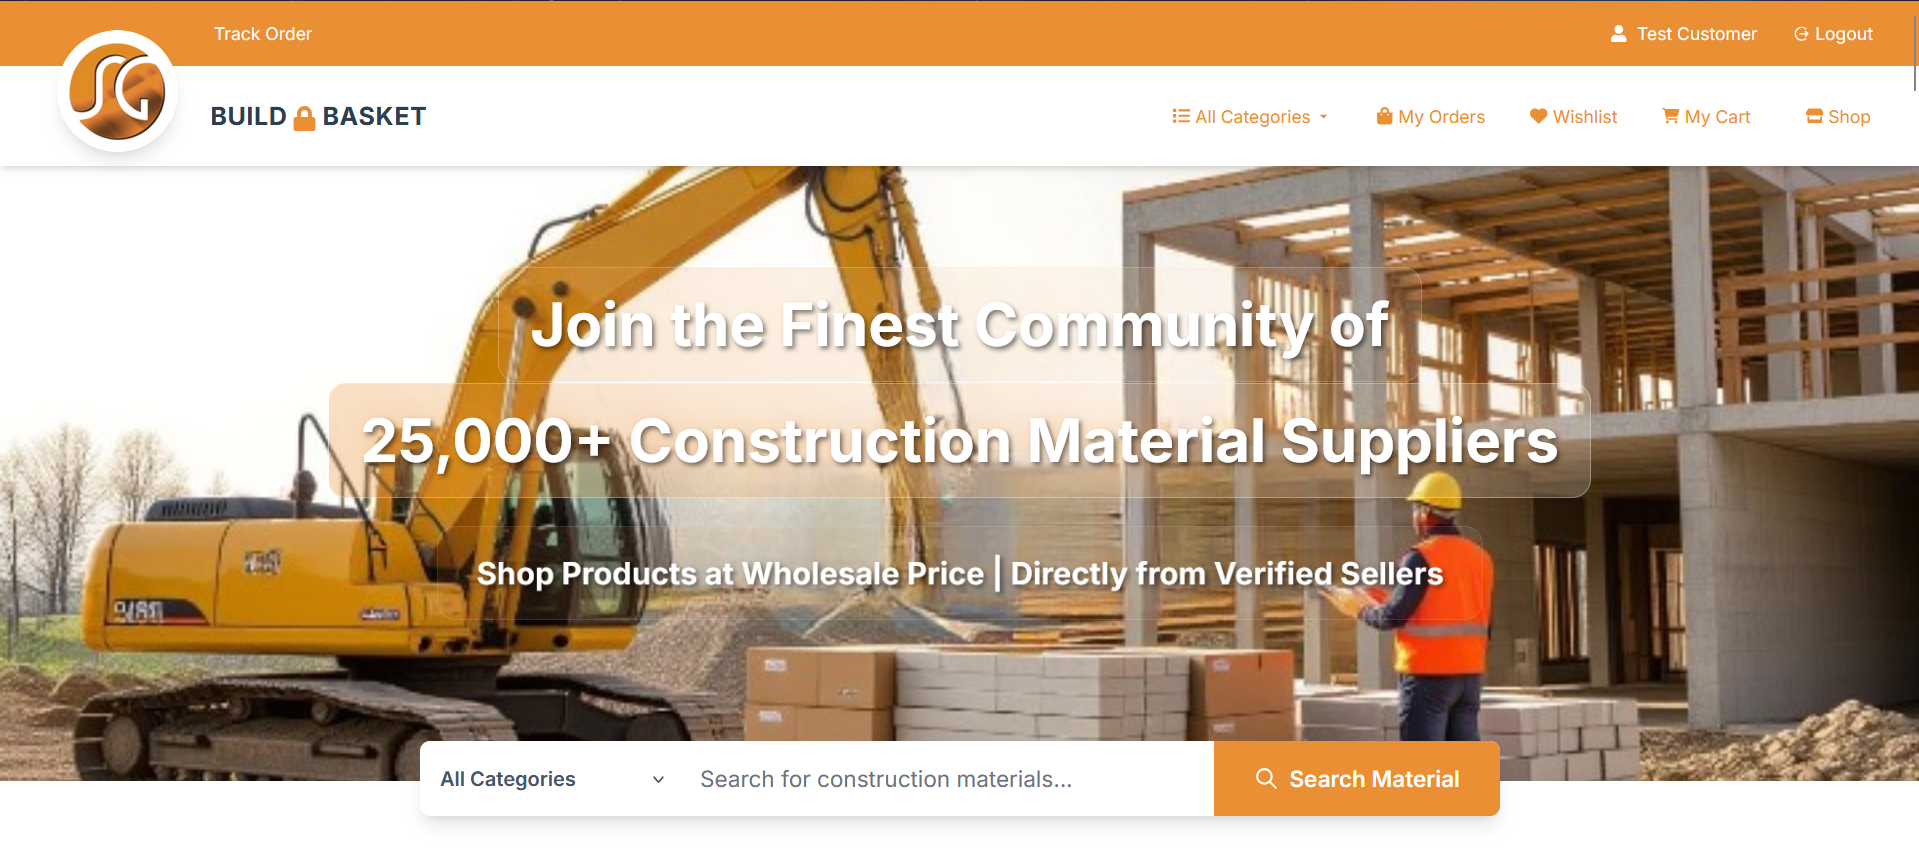 Track Order
Test Customer
Logout
SG
BUILD BASKET
All Categories
My Orders
Wishlist
My Cart
Shop
Join the Finest Community of
25,000+ Construction Material Suppliers
Shop Products at Wholesale Price | Directly from Verified Sellers
All Categories
Search for construction materials...
Search Material